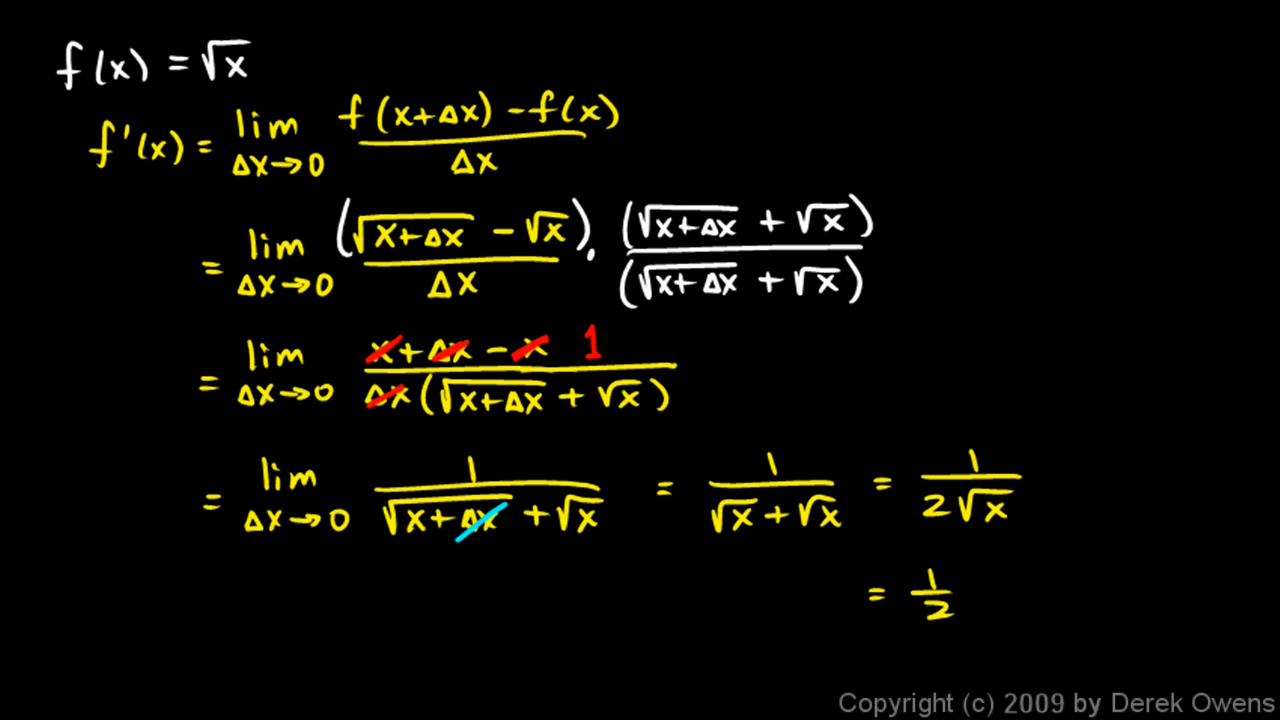 f(x) = √x
f'(x) = lim Δx→0 (f(x+Δx) - f(x))/Δx
= lim Δx→0 (√(x+Δx) - √x)/Δx · (√(x+Δx) + √x)/(√(x+Δx) + √x)
= lim Δx→0 (x+Δx - x 1)/(Δx(√(x+Δx) + √x))
= lim Δx→0 1/(√(x+Δx) + √x) = 1/(√x + √x) = 1/(2√x)
= 1/2
Copyright (c) 2009 by Derek Owens